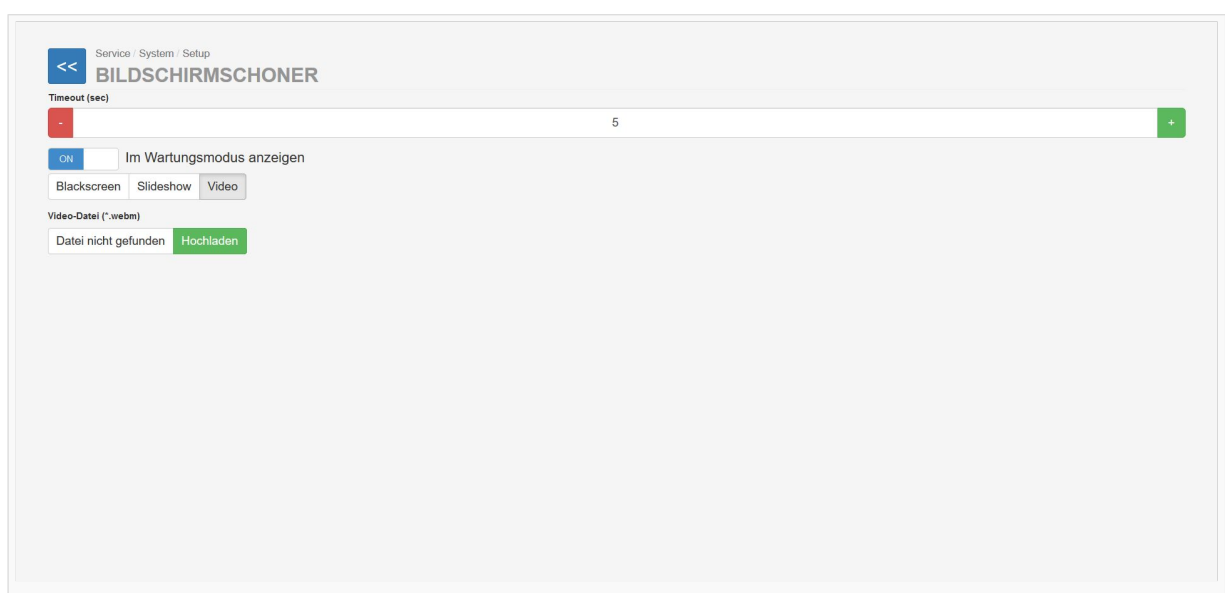 <<
Service / System / Setup
BILDSCHIRMSCHONER
Timeout (sec)
- 5 +
ON Im Wartungsmodus anzeigen
Blackscreen Slideshow Video
Video-Datei (*.webm)
Datei nicht gefunden Hochladen